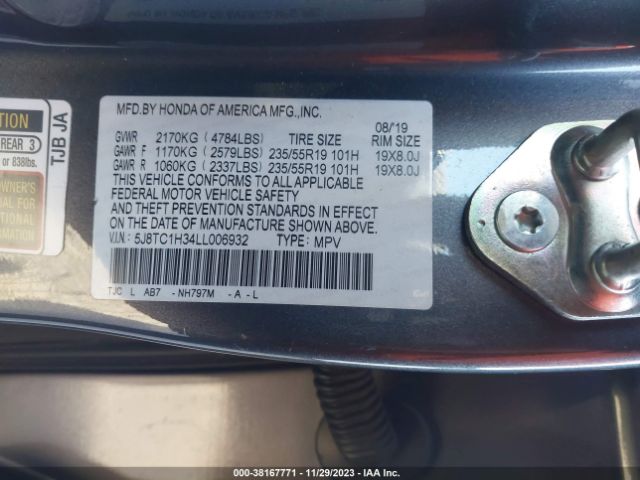 MFD.BY HONDA OF AMERICA MFG.,INC.
08/'19
GVWR 2170KG ( 4784LBS) TIRE SIZE RIM SIZE
GAWR F 1170KG ( 2579LBS) 235/55R19 101H 19X8.0J
GAWR R 1060KG ( 2337LBS) 235/55R19 101H 19X8.0J
THIS VEHICLE CONFORMS TO ALL APPLICABLE
FEDERAL MOTOR VEHICLE SAFETY
AND THEFT PREVENTION STANDARDS IN EFFECT
ON THE DATE OF MANUFACTURE SHOWN ABOVE.
V.I.N.: 5J8TC1H34LL006932 TYPE: MPV
TJC L AB7 -NH797M -A-L
TION
REAR 3
or 838lbs.
OWNER'S
UAL FOR
TIONAL
RMATION
TJB JA
000-38167771 - 11/29/2023 - IAA Inc.